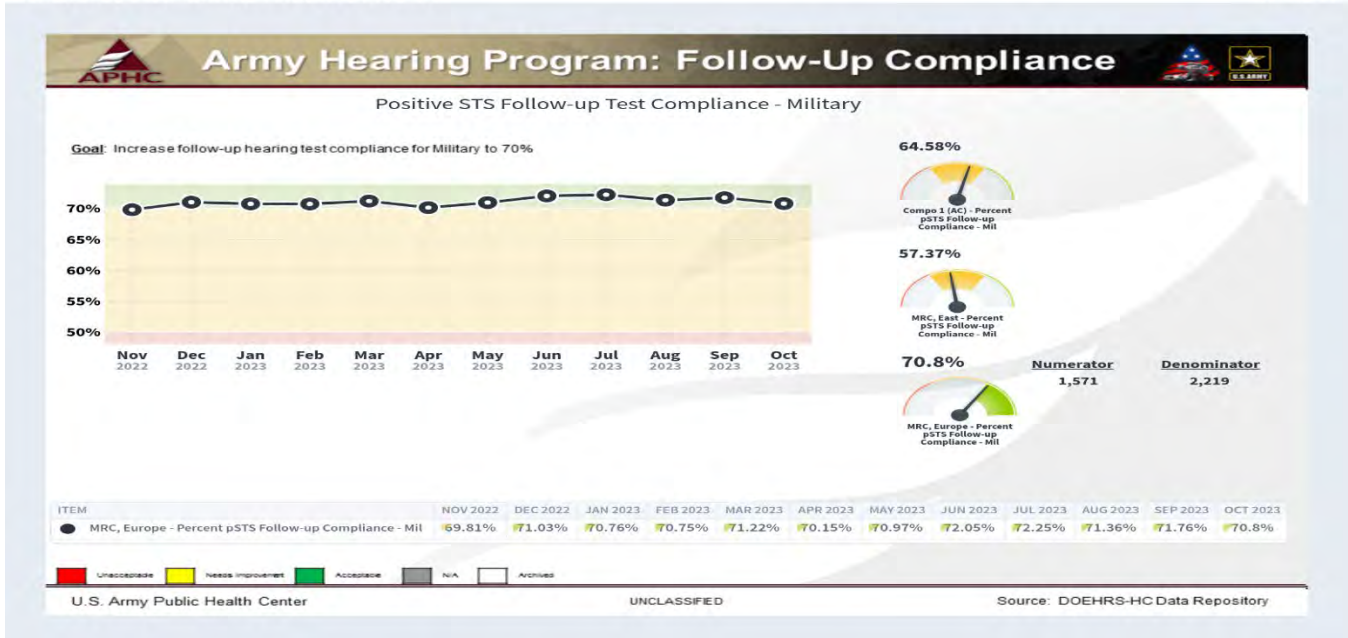 APHC
Army Hearing Program: Follow-Up Compliance
U.S.ARMY
Positive STS Follow-up Test Compliance - Military
Goal: Increase follow-up hearing test compliance for Military to 70%
70%
65%
60%
55%
50%
Nov Dec Jan Feb Mar Apr May Jun Jul Aug Sep Oct
2022 2022 2023 2023 2023 2023 2023 2023 2023 2023 2023 2023
64.58%
Compo 1 (AC) - Percent
pSTS Follow-up
Compliance - Mil
57.37%
MRC, East - Percent
pSTS Follow-up
Compliance - Mil
70.8%
MRC, Europe - Percent
pSTS Follow-up
Compliance - Mil
Numerator Denominator
1,571 2,219
ITEM NOV 2022 DEC 2022 JAN 2023 FEB 2023 MAR 2023 APR 2023 MAY 2023 JUN 2023 JUL 2023 AUG 2023 SEP 2023 OCT 2023
MRC, Europe - Percent pSTS Follow-up Compliance - Mil 69.81% 71.03% 70.76% 70.75% 71.22% 70.15% 70.97% 72.05% 72.25% 71.36% 71.76% 70.8%
Unacceptable Needs Improvement Acceptable N/A Archived
U.S. Army Public Health Center UNCLASSIFIED Source: DOEHRS-HC Data Repository